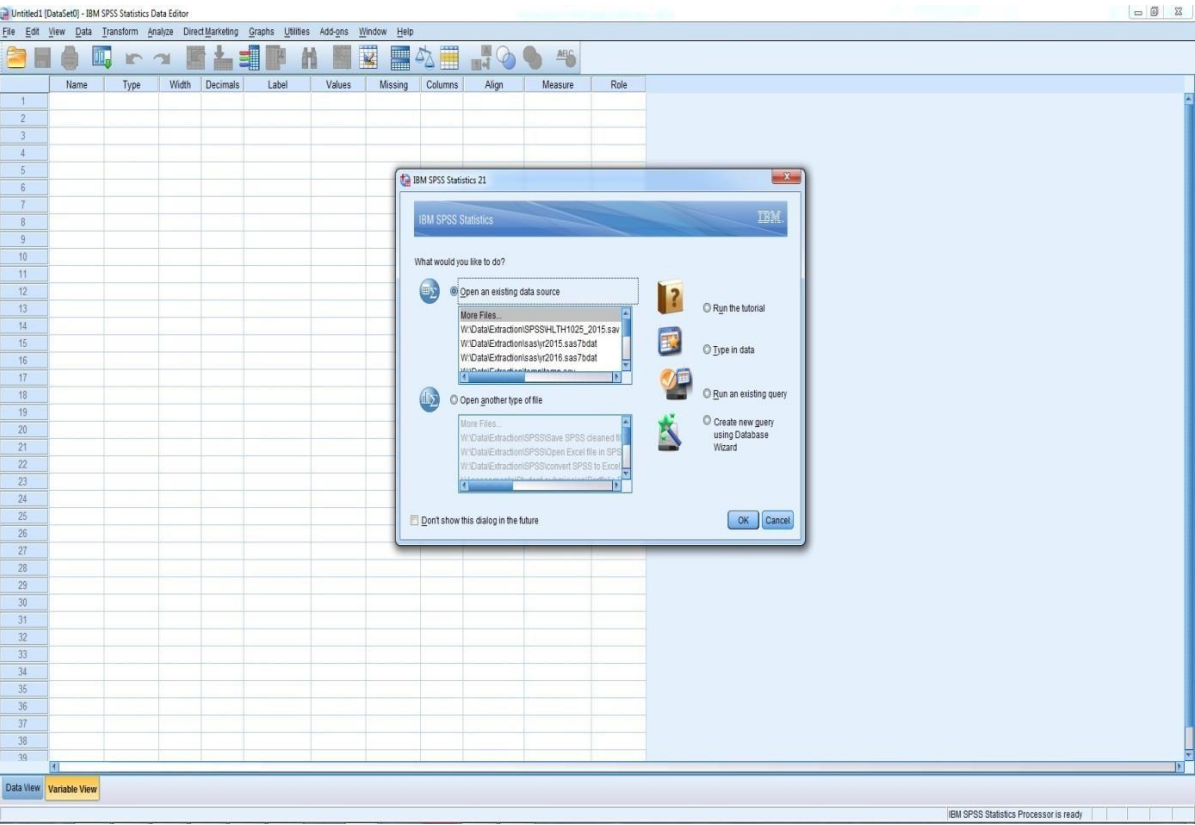 Untitled1 [DataSet0] - IBM SPSS Statistics Data Editor
File Edit View Data Transform Analyze Direct Marketing Graphs Utilities Add-ons Window Help
Name Type Width Decimals Label Values Missing Columns Align Measure Role
1
2
3
4
5
6
7
8
9
10
11
12
13
14
15
16
17
18
19
20
21
22
23
24
25
26
27
28
29
30
31
32
33
34
35
36
37
38
39
IBM SPSS Statistics 21
IBM SPSS Statistics IBM.
What would you like to do?
Open an existing data source
More Files...
W:\Data\Extraction\SPSS\HLTH1025_2015.sav
W:\Data\Extraction\sas\yr2015.sas7bdat
W:\Data\Extraction\sas\yr2016.sas7bdat
Open another type of file
More Files...
W:\Data\Extraction\SPSS\Save SPSS cleaned fi
W:\Data\Extraction\SPSS\Open Excel file in SPS
W:\Data\Extraction\SPSS\convert SPSS to Excel
Run the tutorial
Type in data
Run an existing query
Create new query
using Database
Wizard
Don't show this dialog in the future
OK Cancel
Data View Variable View
IBM SPSS Statistics Processor is ready